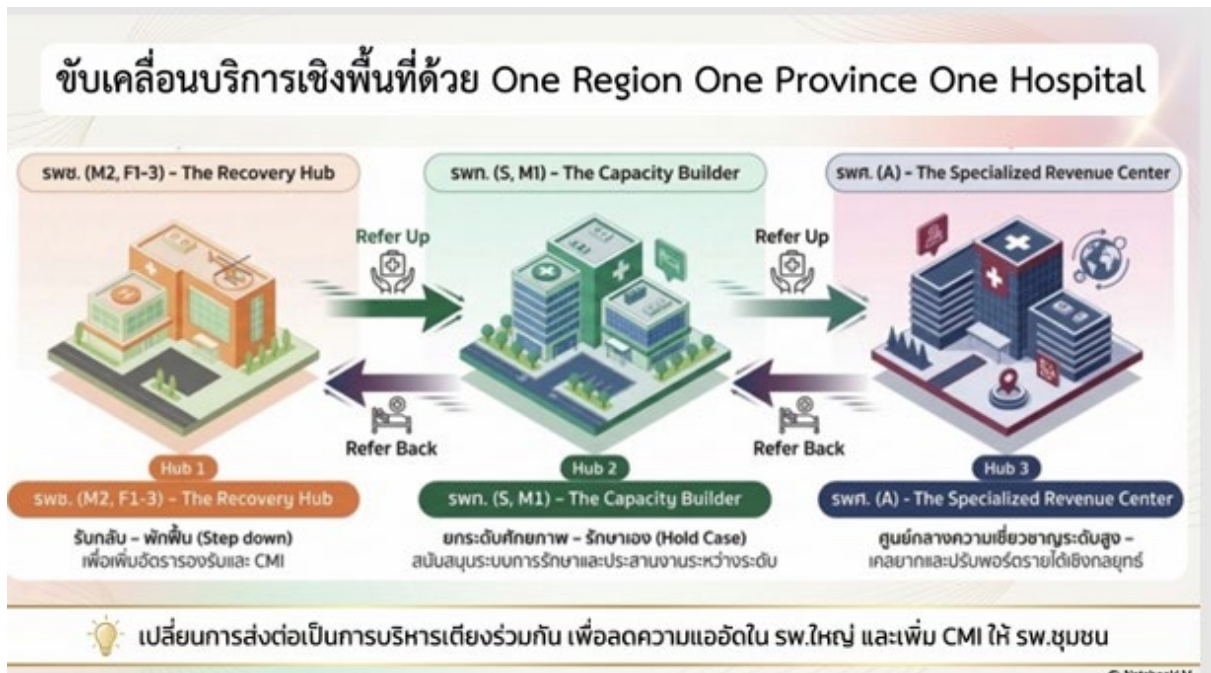 ขับเคลื่อนบริการเชิงพื้นที่ด้วย One Region One Province One Hospital
รพช. (M2, F1-3) - The Recovery Hub
รพท. (S, M1) - The Capacity Builder
รพศ. (A) - The Specialized Revenue Center
Refer Up
Refer Up
Refer Back
Refer Back
Hub 1
Hub 2
Hub 3
รพช. (M2, F1-3) - The Recovery Hub
รพท. (S, M1) – The Capacity Builder
รพศ. (A) - The Specialized Revenue Center
รับกลับ – พักฟื้น (Step down)
เพื่อเพิ่มอัตรารองรับและ CMI
ยกระดับศักยภาพ – รักษาเอง (Hold Case)
สนับสนุนระบบการรักษาและประสานงานระหว่างระดับ
ศูนย์กลางความเชี่ยวชาญระดับสูง –
เคสยากและปรับพอร์ตรายได้เชิงกลยุทธ์
เปลี่ยนการส่งต่อเป็นการบริหารเตียงร่วมกัน เพื่อลดความแออัดใน รพ.ใหญ่ และเพิ่ม CMI ให้ รพ.ชุมชน